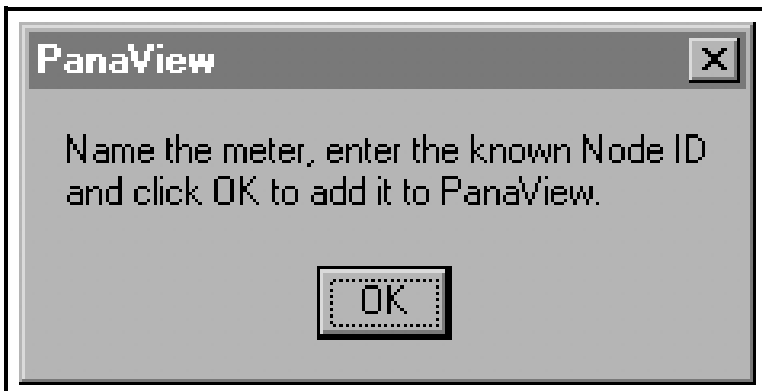 PanaView
Name the meter, enter the known Node ID
and click OK to add it to PanaView.
OK